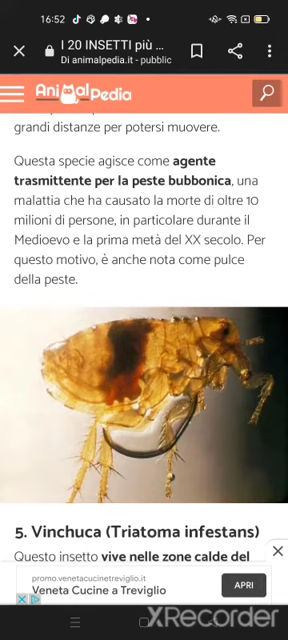 16:52
I 20 INSETTI più ...
Di animalpedia.it - pubblic
AniMalPedia
grandi distanze per potersi muovere.
Questa specie agisce come agente
trasmittente per la peste bubbonica, una
malattia che ha causato la morte di oltre 10
milioni di persone, in particolare durante il
Medioevo e la prima metà del XX secolo. Per
questo motivo, è anche nota come pulce
della peste.
5. Vinchuca (Triatoma infestans)
Questo insetto vive nelle zone calde del
promo.venetacucinetreviglio.it
Veneta Cucine a Treviglio
APRI
XRecorder